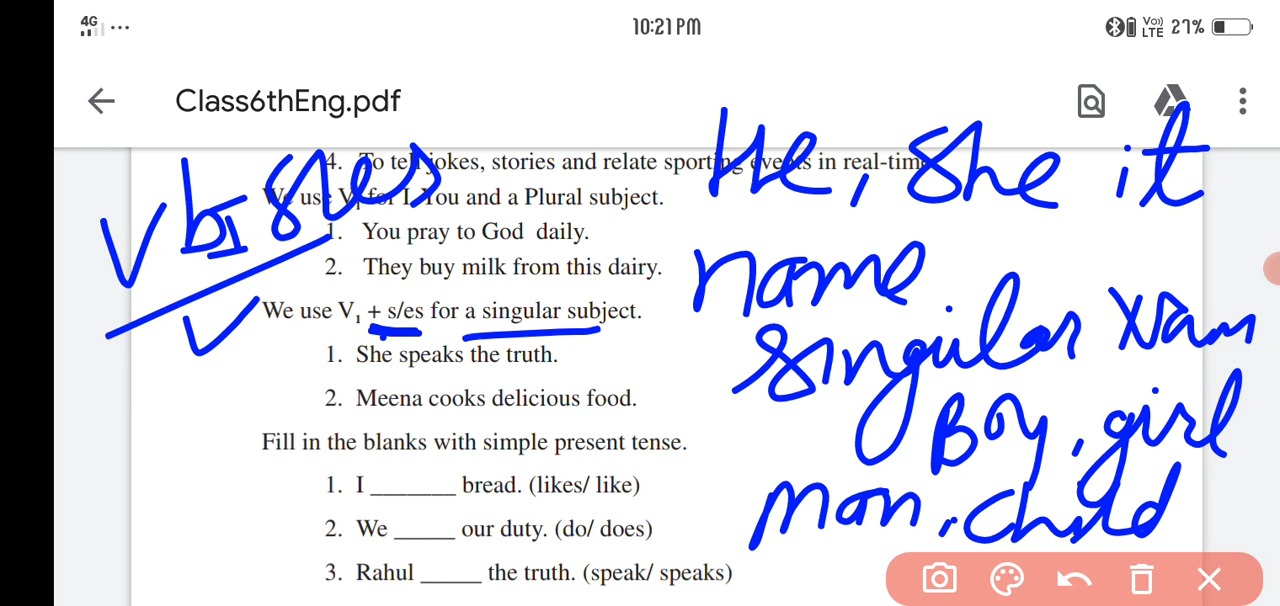 4G ... 10:21 PM Vo)) LTE 27%
Class6thEng.pdf
He, She it
4. To tell jokes, stories and relate sporting events in real-time
We use V1 for I, You and a Plural subject.
Vb1 s/es
1. You pray to God daily.
2. They buy milk from this dairy.
name
We use V1 + s/es for a singular subject.
singular
1. She speaks the truth.
2. Meena cooks delicious food.
Boy, girl
Fill in the blanks with simple present tense.
1. I _______ bread. (likes/ like)
man, child
2. We _____ our duty. (do/ does)
3. Rahul _____ the truth. (speak/ speaks)